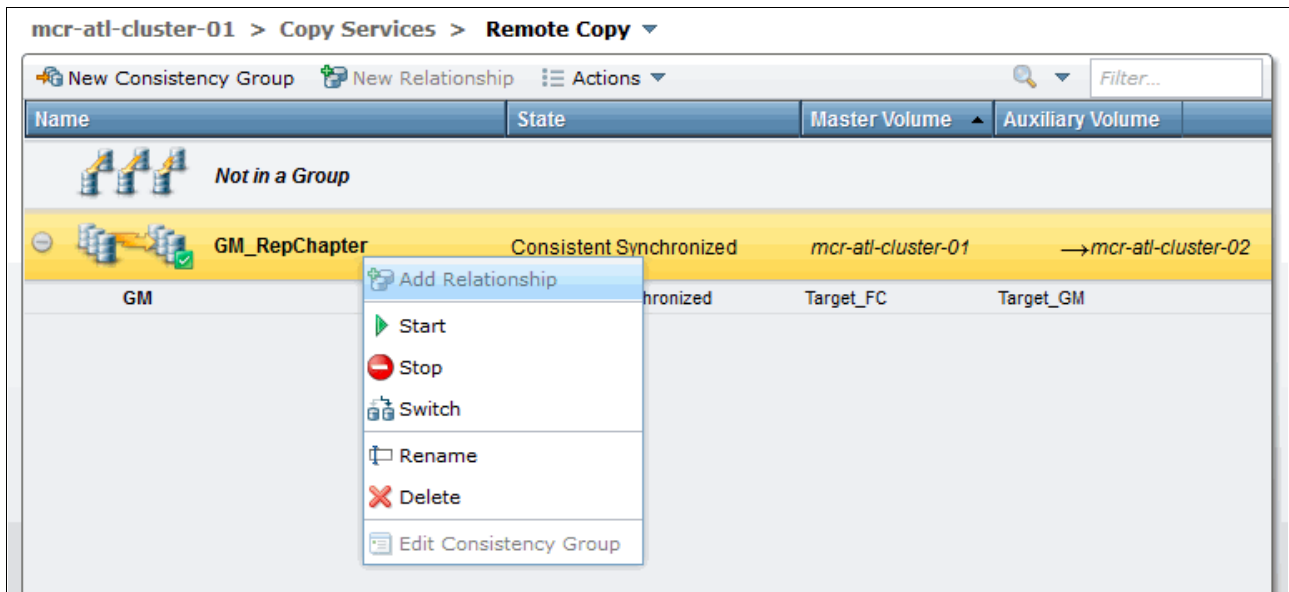 mcr-atl-cluster-01 > Copy Services > Remote Copy
New Consistency Group New Relationship Actions Filter...
Name State Master Volume Auxiliary Volume
Not in a Group
GM_RepChapter Consistent Synchronized mcr-atl-cluster-01 →mcr-atl-cluster-02
Add Relationship
GM hronized Target_FC Target_GM
Start
Stop
Switch
Rename
Delete
Edit Consistency Group